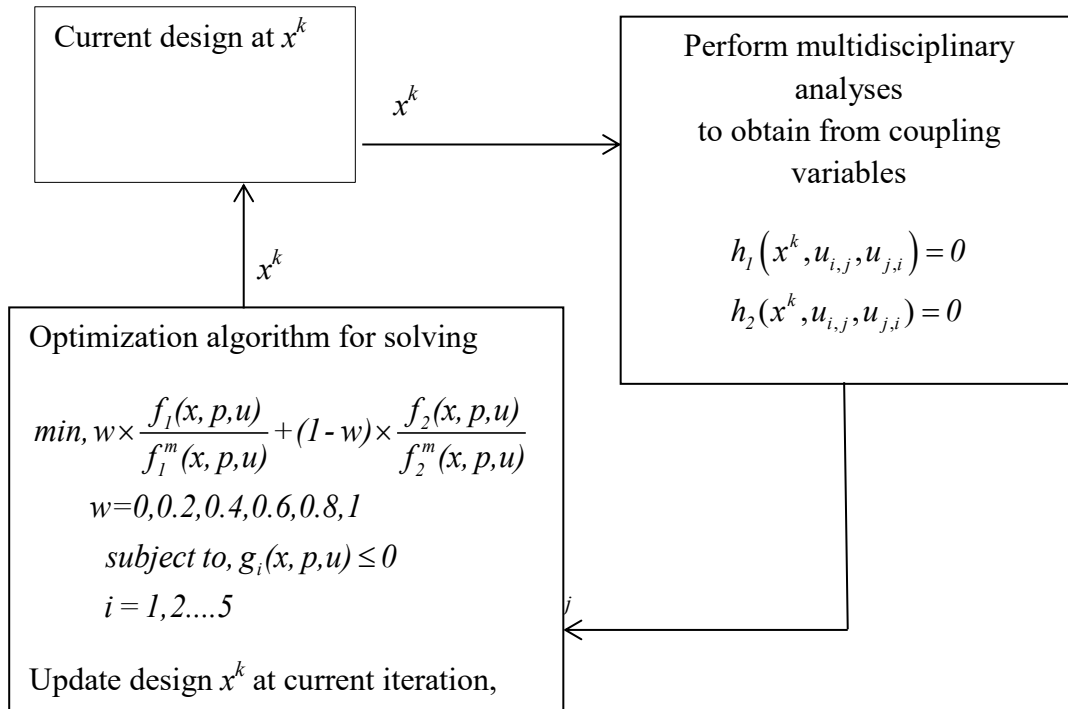 Current design at x^k
x^k
Perform multidisciplinary
analyses
to obtain from coupling
variables
h_1(x^k, u_{i,j}, u_{j,i}) = 0
h_2(x^k, u_{i,j}, u_{j,i}) = 0
x^k
Optimization algorithm for solving
min, w × \frac{f_1(x, p,u)}{f_1^m(x, p,u)} + (1 - w) × \frac{f_2(x, p,u)}{f_2^m(x, p,u)}
w=0,0.2,0.4,0.6,0.8,1
subject to, g_i(x, p,u) ≤ 0
i = 1,2....5
j
Update design x^k at current iteration,